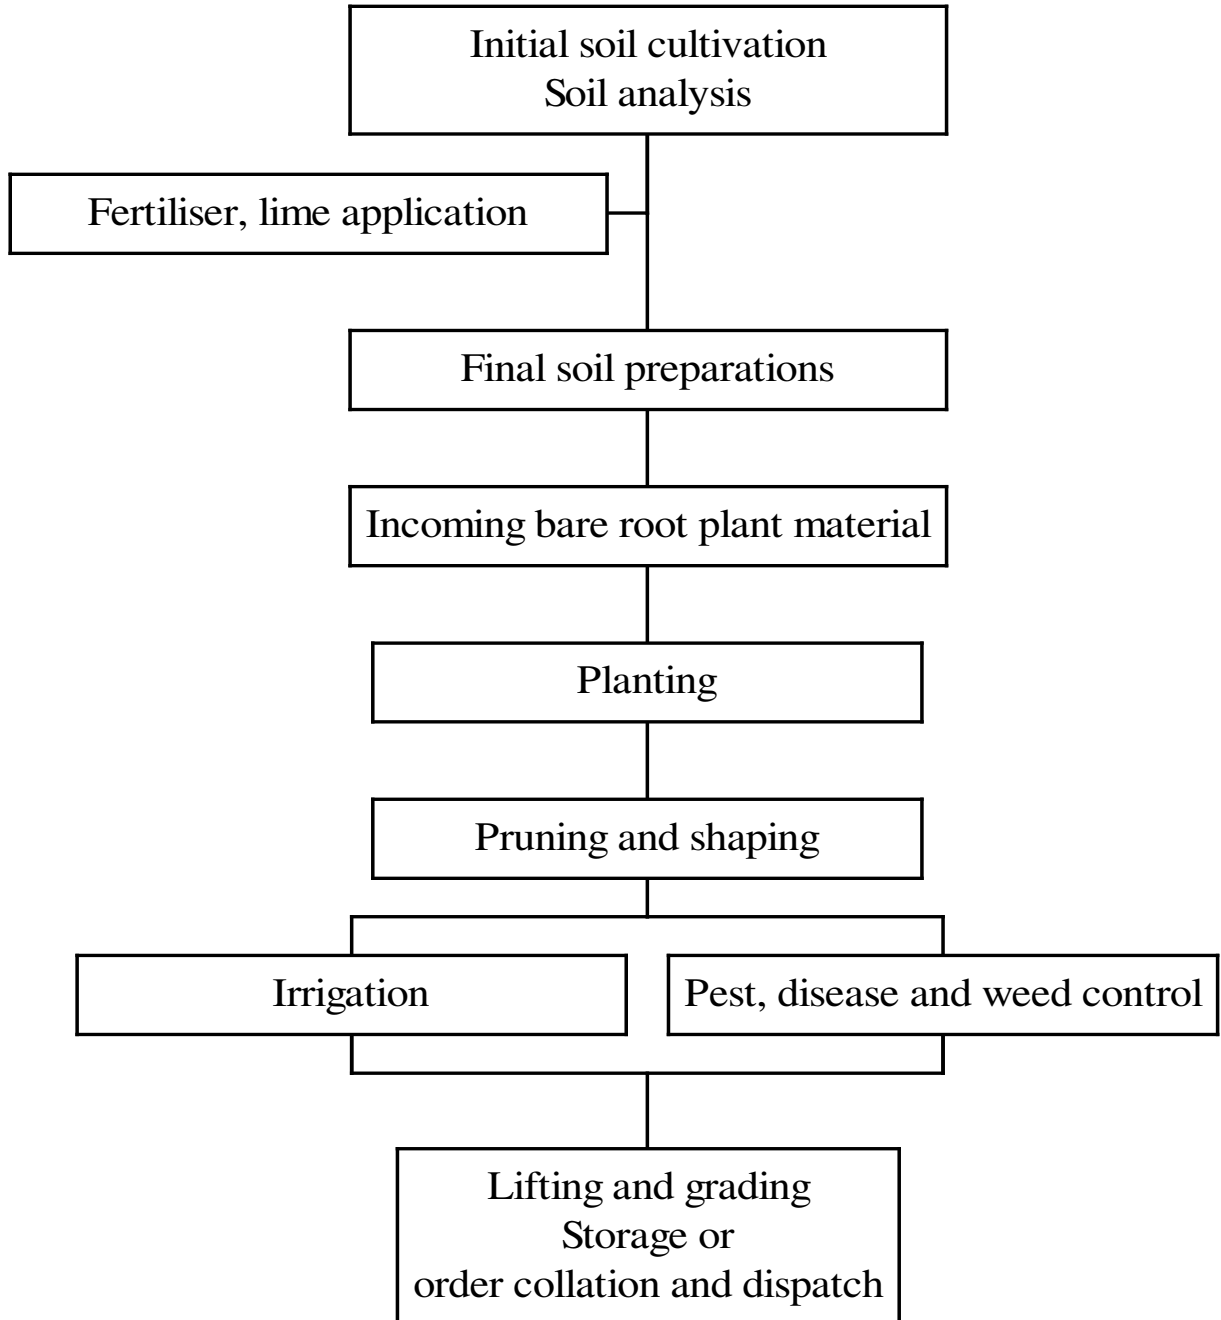 Initial soil cultivation
Soil analysis
Fertiliser, lime application
Final soil preparations
Incoming bare root plant material
Planting
Pruning and shaping
Irrigation
Pest, disease and weed control
Lifting and grading
Storage or
order collation and dispatch